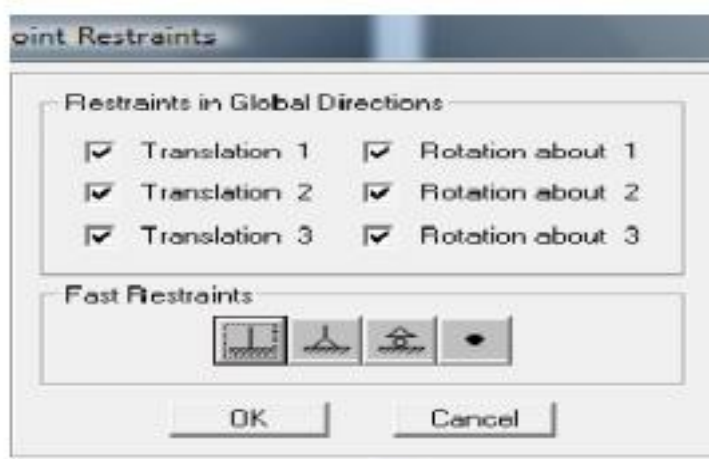 oint Restraints
Restraints in Global Directions
Translation 1 Rotation about 1
Translation 2 Rotation about 2
Translation 3 Rotation about 3
Fast Restraints
OK Cancel